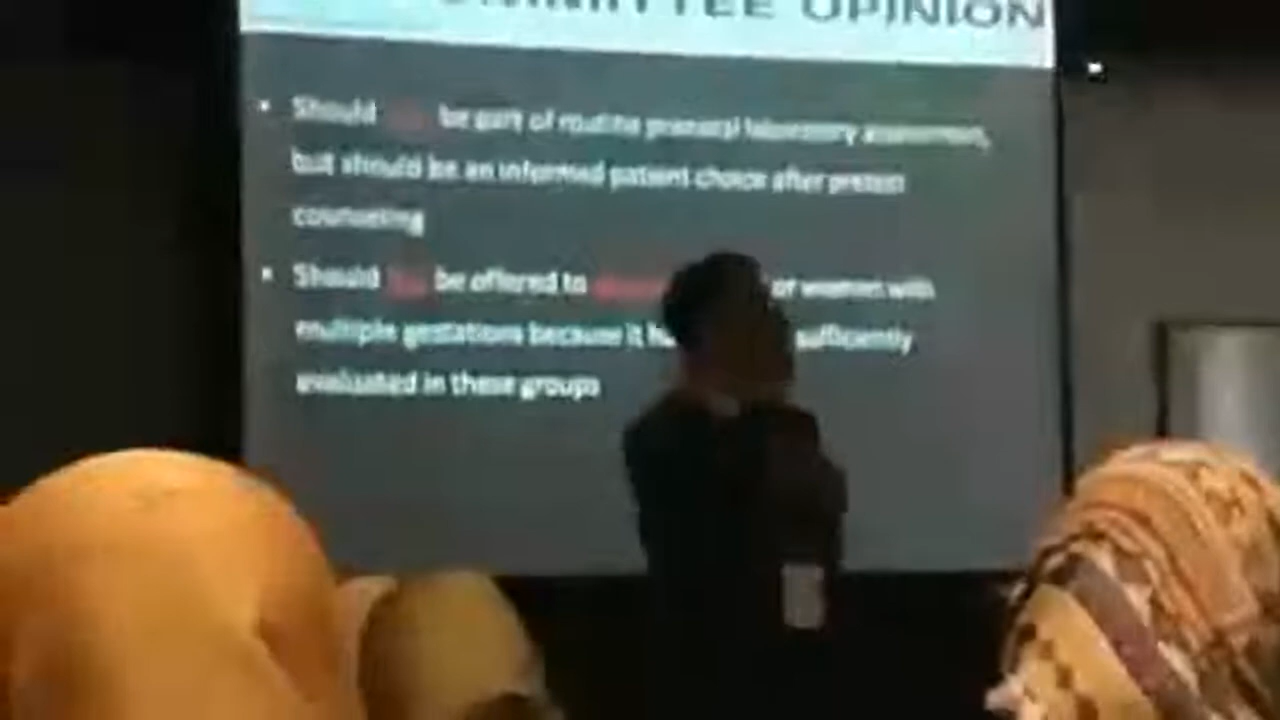 COMMITTEE OPINION
Should be part of routine prenatal laboratory assessment,
but should be an informed patient choice after pretest
counseling
Should be offered to or women with
multiple gestations because it sufficiently
evaluated in these groups